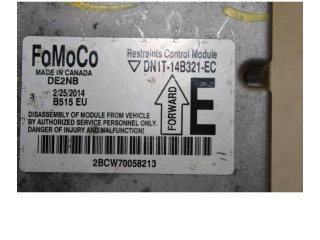 FoMoCo
MADE IN CANADA
DE2NB
Restraints Control Module
DN1T-14B321-EC
3 2/25/2014
B515 EU
FORWARD
E
DISASSEMBLY OF MODULE FROM VEHICLE
BY AUTHORIZED SERVICE PERSONNEL ONLY.
DANGER OF INJURY AND MALFUNCTION!
2BCW70058213